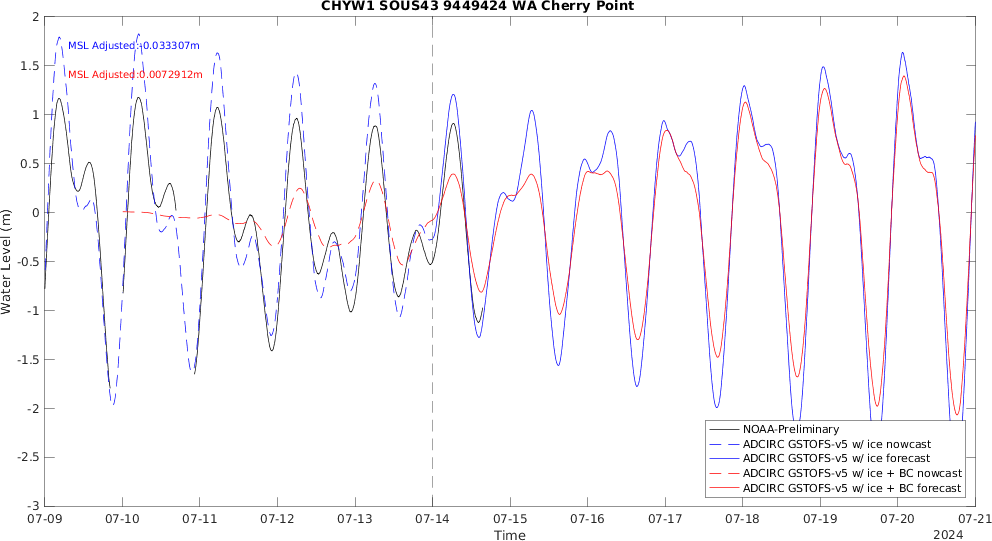 CHYW1 SOUS43 9449424 WA Cherry Point
MSL Adjusted:-0.033307m
MSL Adjusted:0.0072912m
Water Level (m)
2
1.5
1
0.5
0
-0.5
-1
-1.5
-2
-2.5
-3
NOAA-Preliminary
ADCIRC GSTOFS-v5 w/ ice nowcast
ADCIRC GSTOFS-v5 w/ ice forecast
ADCIRC GSTOFS-v5 w/ ice + BC nowcast
ADCIRC GSTOFS-v5 w/ ice + BC forecast
07-09 07-10 07-11 07-12 07-13 07-14 07-15 07-16 07-17 07-18 07-19 07-20 07-21
Time
2024